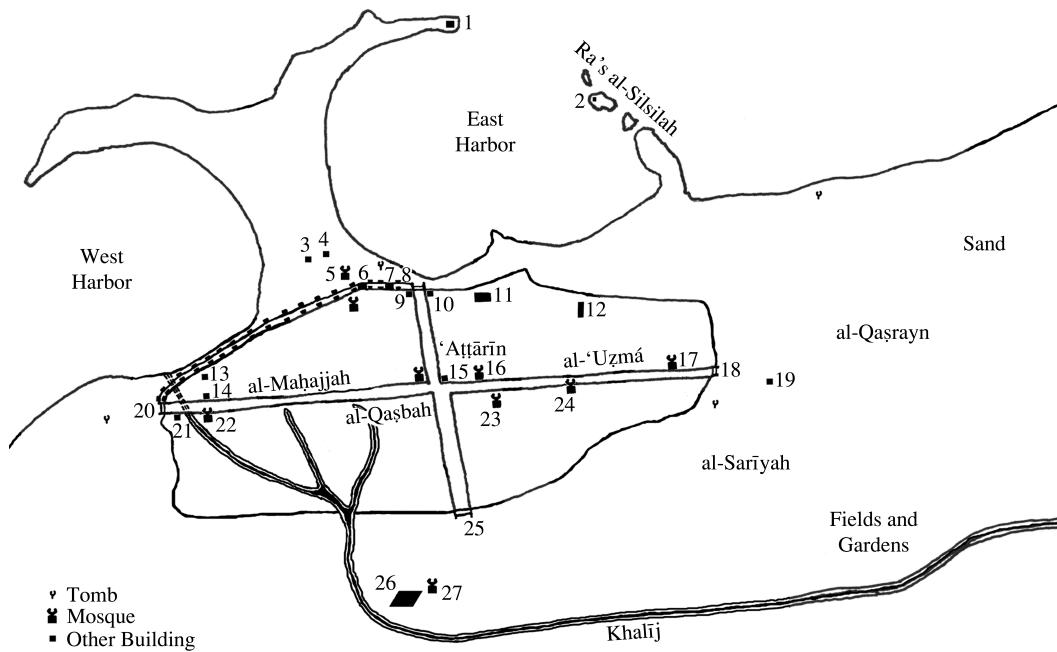 1
Ra's al-Silsilah
2
East
Harbor
3
4
West
Harbor
Sand
5
6
7
8
9
10
11
12
al-Qaṣrayn
13
14
al-Maḥajjah
ʿAṭṭārīn
15
16
al-ʿUẓmá
17
18
19
20
21
22
al-Qaṣbah
23
24
al-Sarīyah
25
Fields and
Gardens
26
27
Khalīj
Tomb
Mosque
Other Building